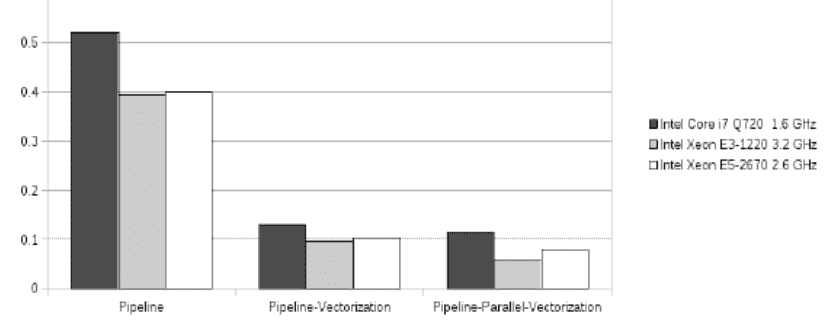 0.5
0.4
0.3
0.2
0.1
0
Pipeline
Pipeline-Vectorization
Pipeline-Parallel-Vectorization
Intel Core i7 Q720 1.6 GHz
Intel Xeon E3-1220 3.2 GHz
Intel Xeon E5-2670 2.6 GHz